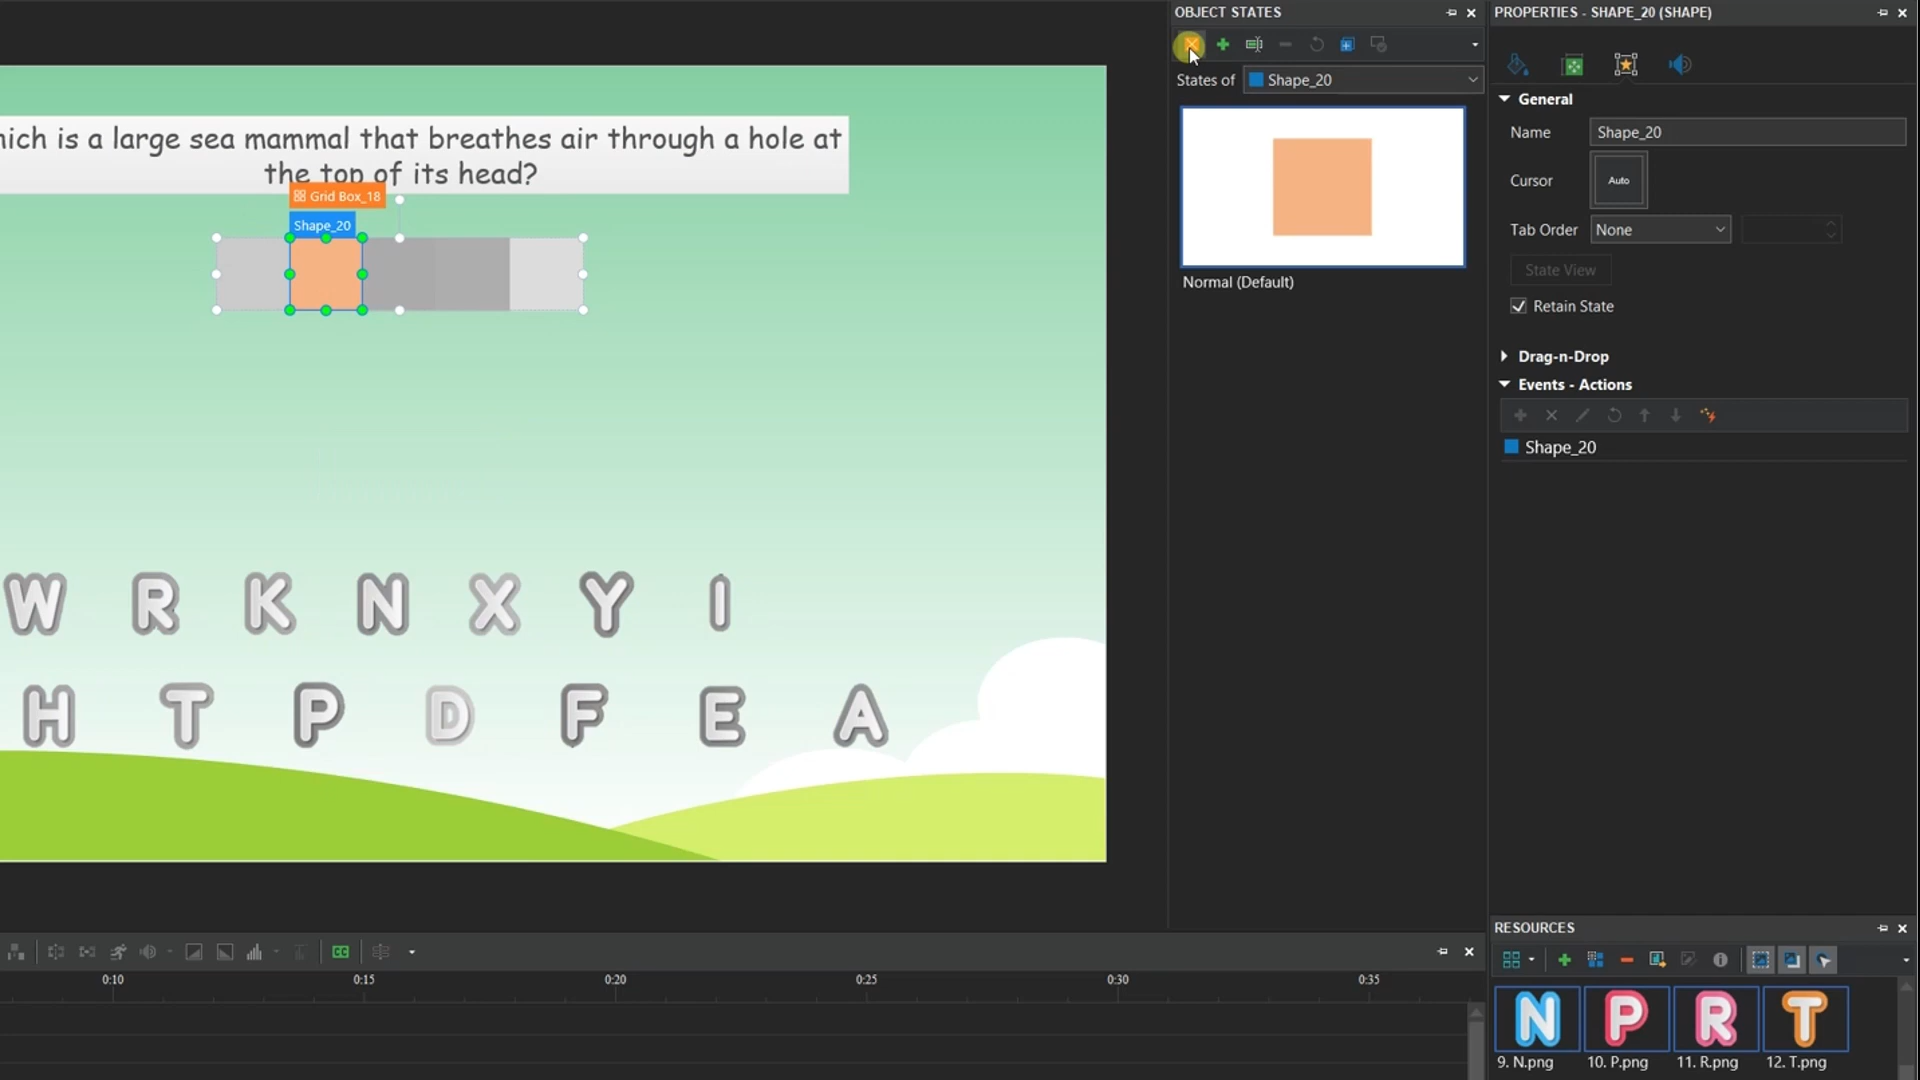 OBJECT STATES
PROPERTIES - SHAPE_20 (SHAPE)
States of Shape_20
Normal (Default)
General
Name Shape_20
Cursor Auto
Tab Order None
State View
Retain State
Drag-n-Drop
Events - Actions
Shape_20
hich is a large sea mammal that breathes air through a hole at
the top of its head?
Grid Box_18
Shape_20
W R K N X Y I
H T P D F E A
CC
0:10 0:15 0:20 0:25 0:30 0:35
RESOURCES
N P R T
9. N.png 10. P.png 11. R.png 12. T.png